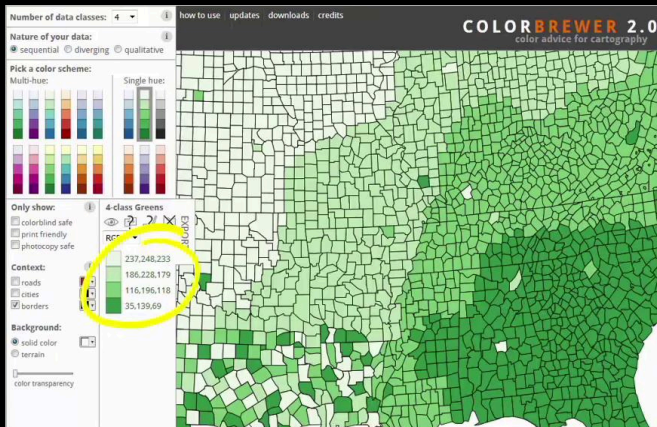 Number of data classes: 4
how to use updates downloads credits
COLORBREWER 2.0
color advice for cartography
Nature of your data:
sequential diverging qualitative
Pick a color scheme:
Multi-hue: Single hue:
Only show:
colorblind safe
print friendly
photocopy safe
Context:
roads
cities
borders
Background:
solid color
terrain
color transparency
4-class Greens
EXPORT
RGB
237,248,233
186,228,179
116,196,118
35,139,69